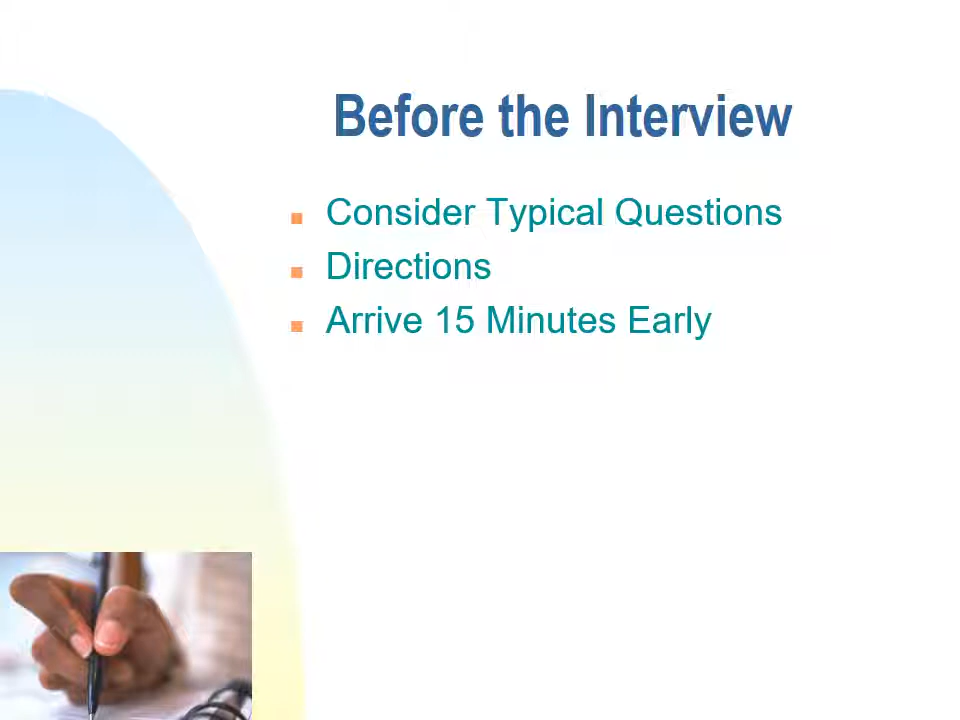 Before the Interview
Consider Typical Questions
Directions
Arrive 15 Minutes Early